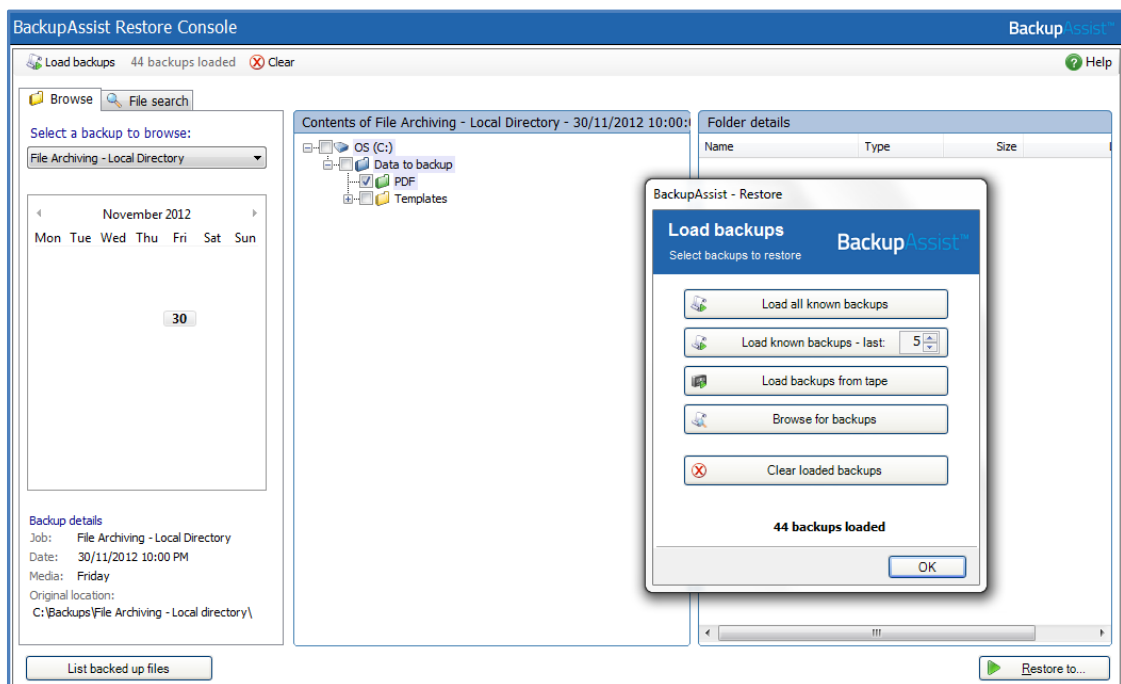 BackupAssist Restore Console
BackupAssist™
Load backups 44 backups loaded Clear
Help
Browse File search
Select a backup to browse:
File Archiving - Local Directory
November 2012
Mon Tue Wed Thu Fri Sat Sun
30
Backup details
Job: File Archiving - Local Directory
Date: 30/11/2012 10:00 PM
Media: Friday
Original location:
C:\Backups\File Archiving - Local directory\
List backed up files
Contents of File Archiving - Local Directory - 30/11/2012 10:00:
OS (C:)
Data to backup
PDF
Templates
Folder details
Name Type Size
BackupAssist - Restore
Load backups
Select backups to restore
BackupAssist™
Load all known backups
Load known backups - last: 5
Load backups from tape
Browse for backups
Clear loaded backups
44 backups loaded
OK
Restore to...